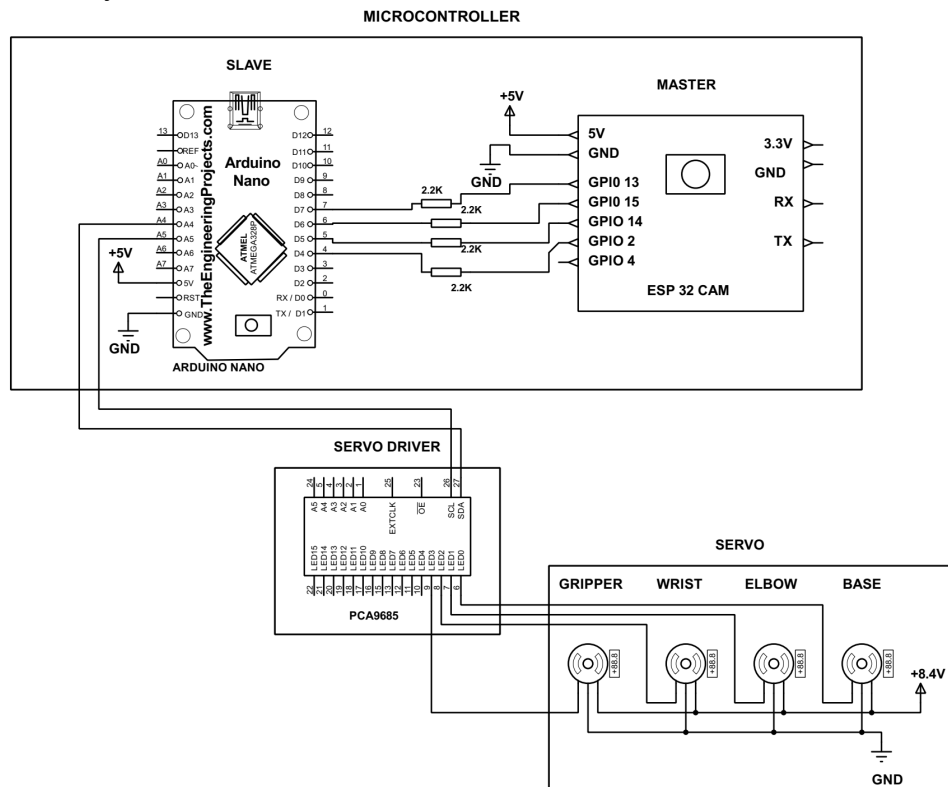 MICROCONTROLLER
SLAVE
MASTER
www.TheEngineeringProjects.com
Arduino
Nano
ATMEL
ATMEGA328P
13 D13
REF
A0 A0
A1 A1
A2 A2
A3 A3
A4 A4
A5 A5
A6 A6
A7 A7
+5V
5V
RST
GND
GND
D12 12
D11 11
D10 10
D9 9
D8 8
D7 7
D6 6
D5 5
D4 4
D3 3
D2 2
RX / D0 0
TX / D1 1
ARDUINO NANO
2.2K
2.2K
2.2K
2.2K
+5V
GND
5V
GND
GPI0 13
GPI0 15
GPIO 14
GPIO 2
GPIO 4
3.3V
GND
RX
TX
ESP 32 CAM
SERVO DRIVER
24 5 4 3 2 1 25 23 26 27
A5 A4 A3 A2 A1 A0 EXTCLK OE SCL SDA
LED15 LED14 LED13 LED12 LED11 LED10 LED9 LED8 LED7 LED6 LED5 LED4 LED3 LED2 LED1 LED0
22 21 20 19 18 17 16 15 13 12 11 10 9 8 7 6
PCA9685
SERVO
GRIPPER WRIST ELBOW BASE
+88.8 +88.8 +88.8 +88.8
+8.4V
GND